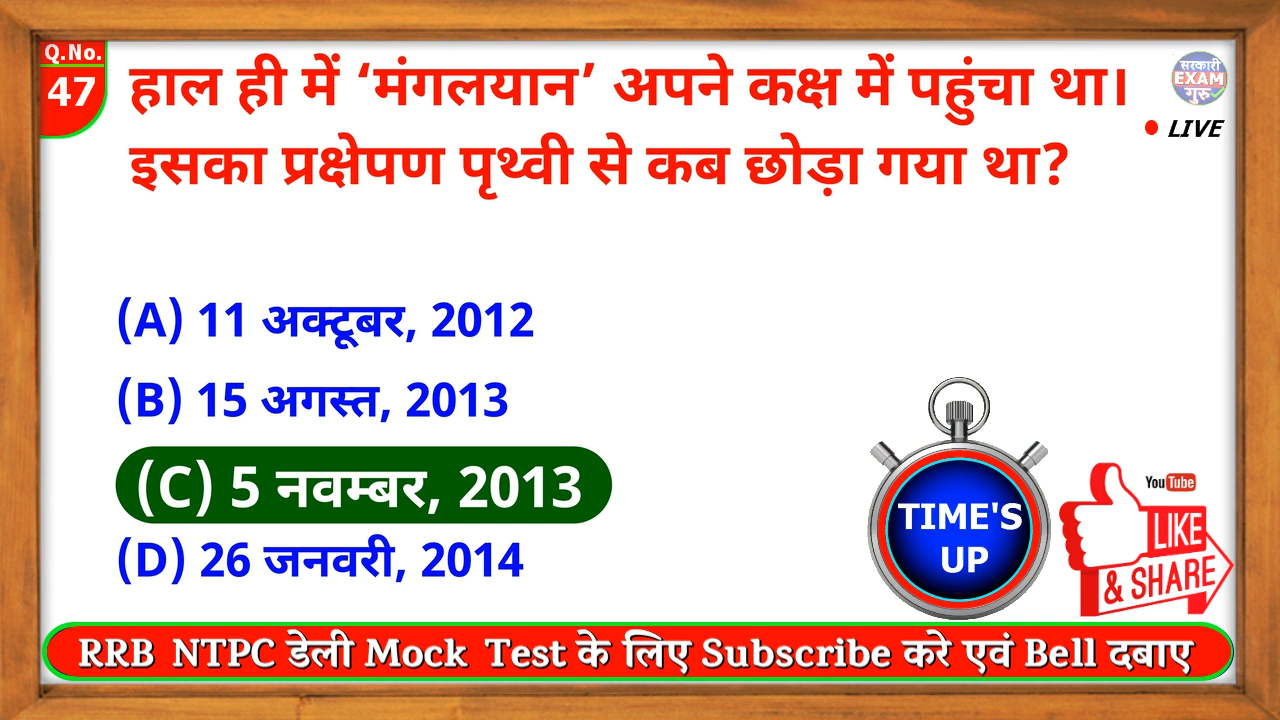 Q.No.
47
हाल ही में ‘मंगलयान’ अपने कक्ष में पहुंचा था।
इसका प्रक्षेपण पृथ्वी से कब छोड़ा गया था?
सरकारी
EXAM
गुरु
LIVE
(A) 11 अक्टूबर, 2012
(B) 15 अगस्त, 2013
(C) 5 नवम्बर, 2013
(D) 26 जनवरी, 2014
TIME'S
UP
YouTube
LIKE
& SHARE
RRB NTPC डेली Mock Test के लिए Subscribe करे एवं Bell दबाए